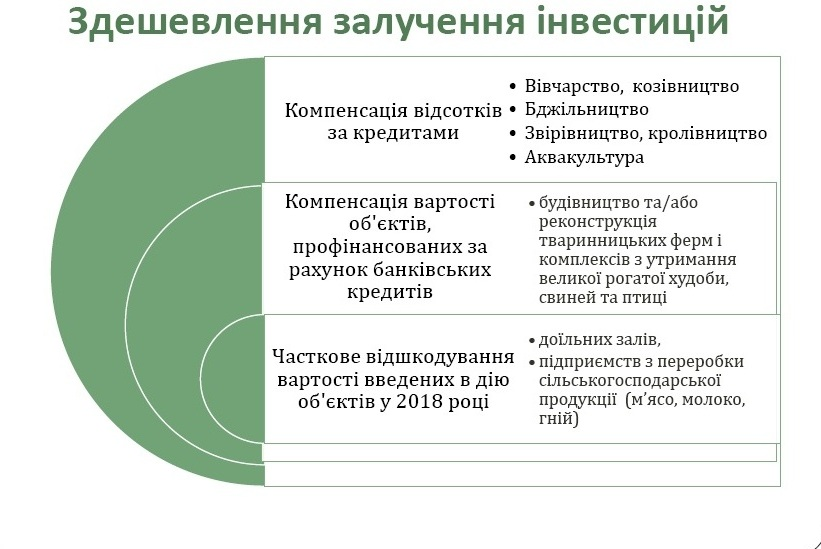 Здешевлення залучення інвестицій
Компенсація відсотків
за кредитами
• Вівчарство, козівництво
• Бджільництво
• Звірівництво, кролівництво
• Аквакультура
Компенсація вартості
об'єктів,
профінансованих за
рахунок банківських
кредитів
• будівництво та/або
реконструкція
тваринницьких ферм і
комплексів з утримання
великої рогатої худоби,
свиней та птиці
Часткове відшкодування
вартості введених в дію
об'єктів у 2018 році
• доїльних залів,
• підприємств з переробки
сільськогосподарської
продукції (м’ясо, молоко,
гній)